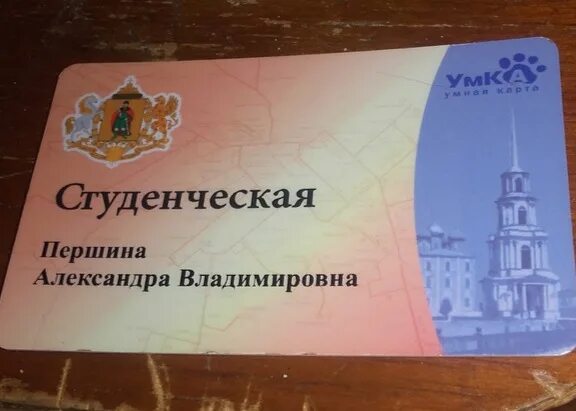 УмКА
умная карта
Студенческая
Першина
Александра Владимировна